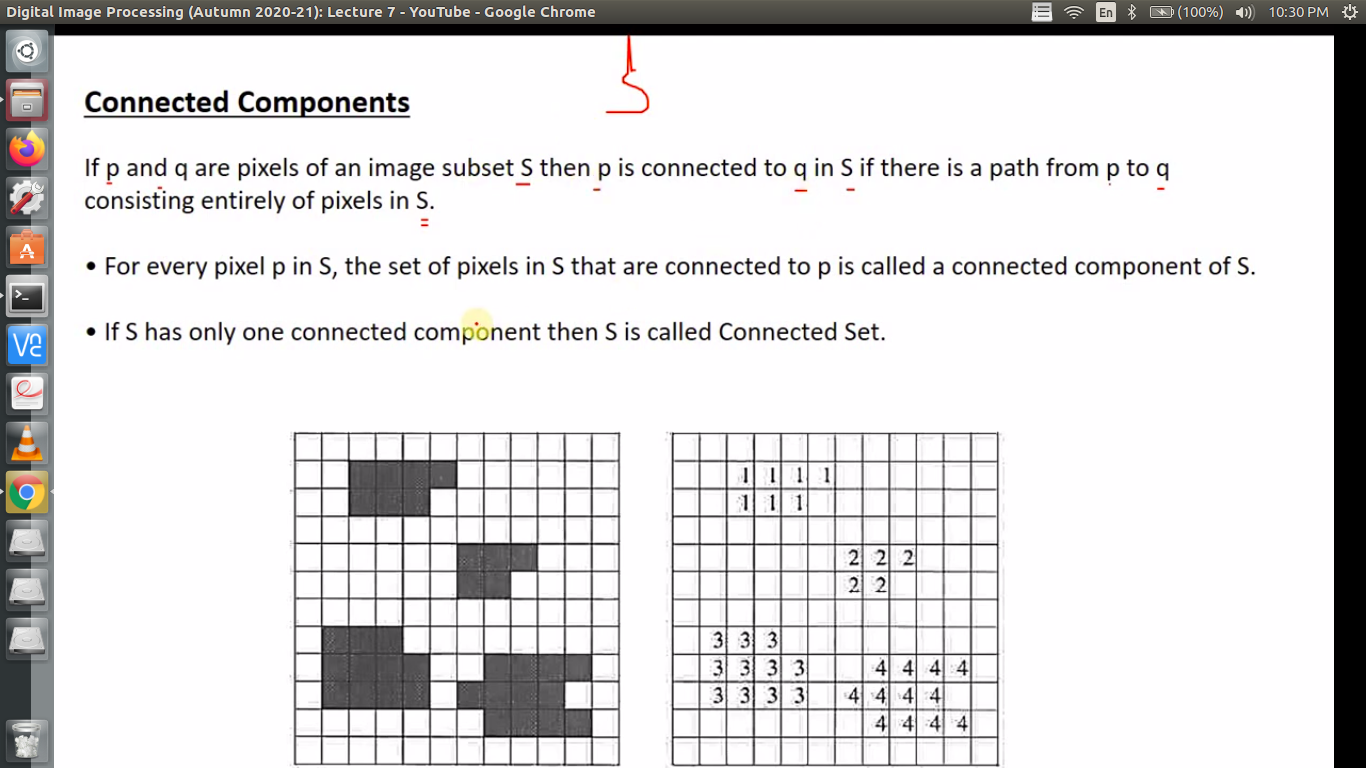 Digital Image Processing (Autumn 2020-21): Lecture 7 - YouTube - Google Chrome
En (100%) 10:30 PM
Connected Components
If p and q are pixels of an image subset S then p is connected to q in S if there is a path from p to q
consisting entirely of pixels in S.
• For every pixel p in S, the set of pixels in S that are connected to p is called a connected component of S.
• If S has only one connected component then S is called Connected Set.
1 1 1 1
1 1 1
2 2 2
2 2
3 3 3
3 3 3 3 4 4 4 4
3 3 3 3 4 4 4 4
4 4 4 4